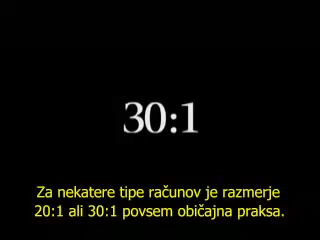 30:1
Za nekatere tipe računov je razmerje
20:1 ali 30:1 povsem običajna praksa.